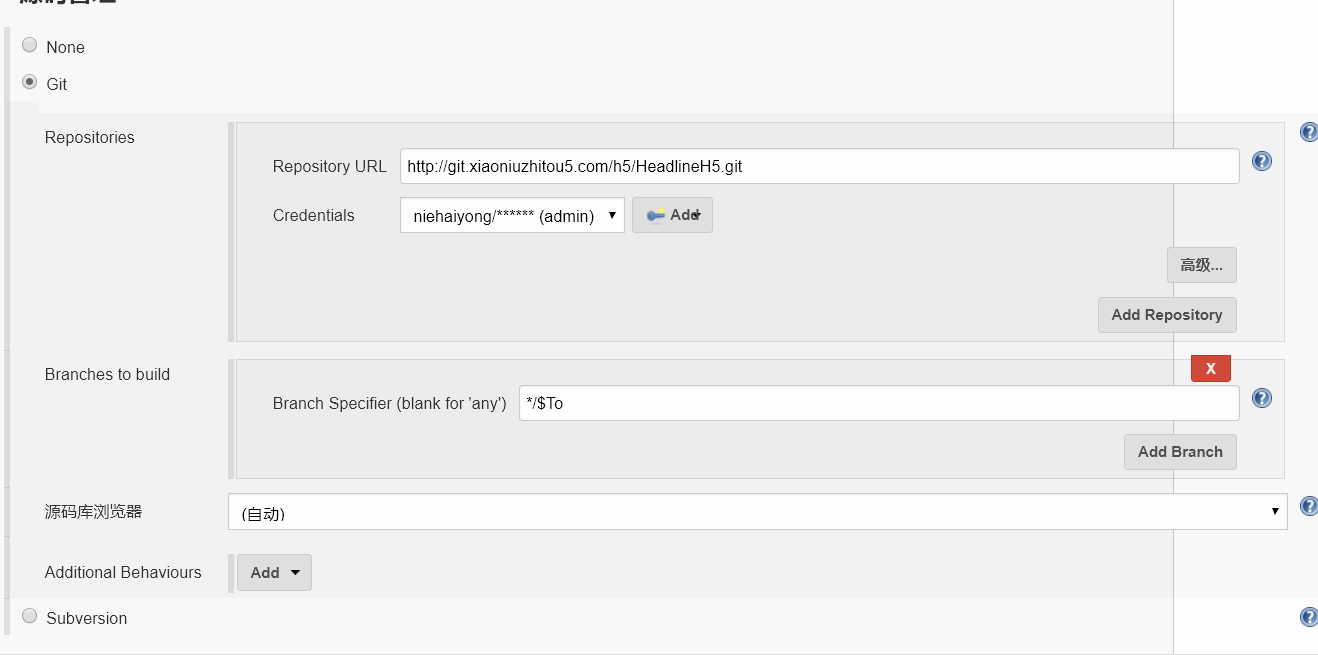 None
Git
Repositories
Repository URL http://git.xiaoniuzhitou5.com/h5/HeadlineH5.git
Credentials niehaiyong/****** (admin) Add
高级...
Add Repository
Branches to build
X
Branch Specifier (blank for 'any') */$To
Add Branch
源码库浏览器 (自动)
Additional Behaviours Add
Subversion